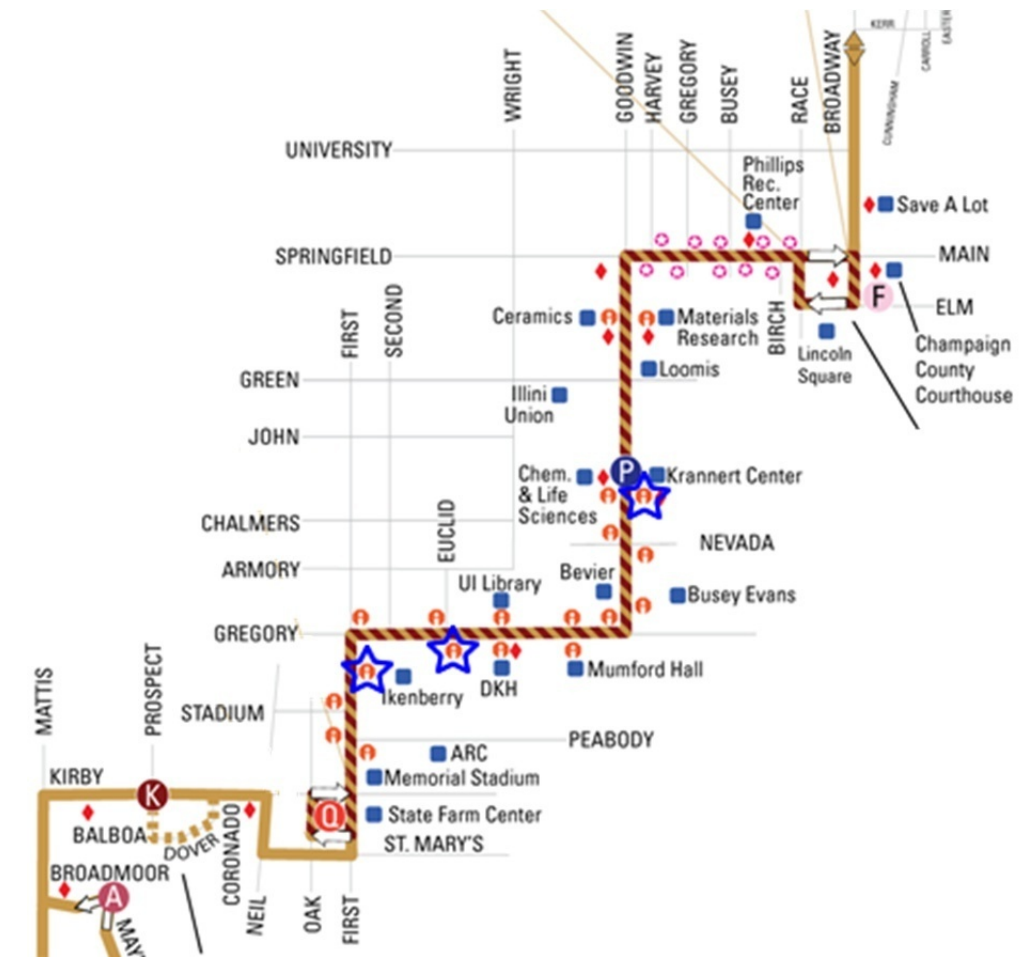 KERR
CARROLL
EASTER
CUNNINGHAM
WRIGHT
GOODWIN
HARVEY
GREGORY
BUSEY
RACE
BROADWAY
UNIVERSITY
Phillips
Rec.
Center
Save A Lot
SPRINGFIELD
MAIN
FIRST
SECOND
F
ELM
Ceramics
Materials
Research
BIRCH
Lincoln
Square
Champaign
County
Courthouse
GREEN
Loomis
Illini
Union
JOHN
P
Chem.
& Life
Sciences
Krannert Center
CHALMERS
EUCLID
NEVADA
ARMORY
UI Library
Bevier
Busey Evans
GREGORY
Ikenberry
DKH
Mumford Hall
MATTIS
PROSPECT
STADIUM
PEABODY
ARC
KIRBY
K
Memorial Stadium
Q
State Farm Center
BALBOA
DOVER
CORONADO
ST. MARY'S
BROADMOOR
A
MAY
NEIL
OAK
FIRST